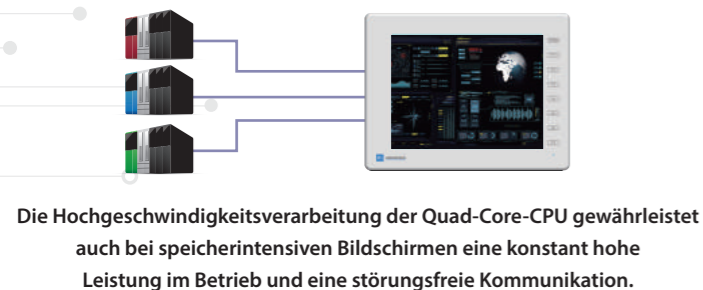 Die Hochgeschwindigkeitsverarbeitung der Quad-Core-CPU gewährleistet
auch bei speicherintensiven Bildschirmen eine konstant hohe
Leistung im Betrieb und eine störungsfreie Kommunikation.